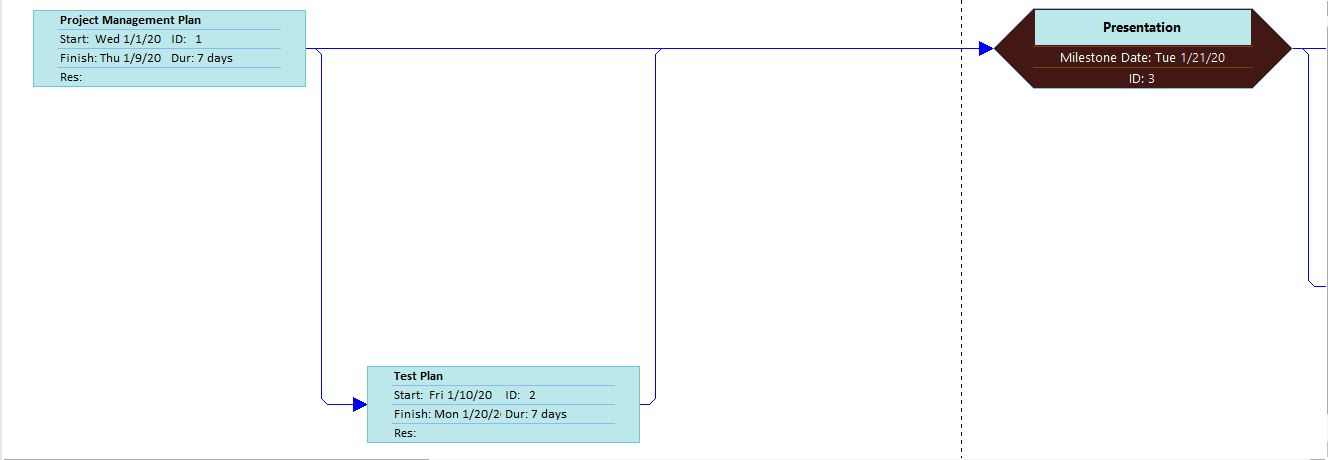 Project Management Plan
Start: Wed 1/1/20 ID: 1
Finish: Thu 1/9/20 Dur: 7 days
Res:
Presentation
Milestone Date: Tue 1/21/20
ID: 3
Test Plan
Start: Fri 1/10/20 ID: 2
Finish: Mon 1/20/2 Dur: 7 days
Res: